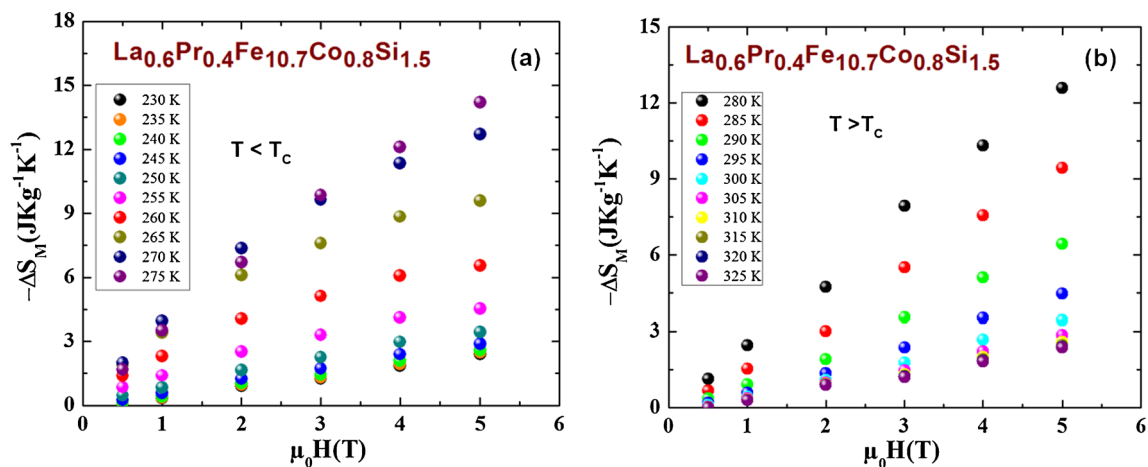 La0.6Pr0.4Fe10.7Co0.8Si1.5 (a)
18
15
12
9
6
3
0
−ΔSM(JKg-1K-1)
230 K
235 K
240 K
245 K
250 K
255 K
260 K
265 K
270 K
275 K
T < TC
0 1 2 3 4 5 6
μ0H(T)
La0.6Pr0.4Fe10.7Co0.8Si1.5 (b)
15
12
9
6
3
0
−ΔSM(JKg-1K-1)
280 K
285 K
290 K
295 K
300 K
305 K
310 K
315 K
320 K
325 K
T >TC
0 1 2 3 4 5 6
μ0H(T)